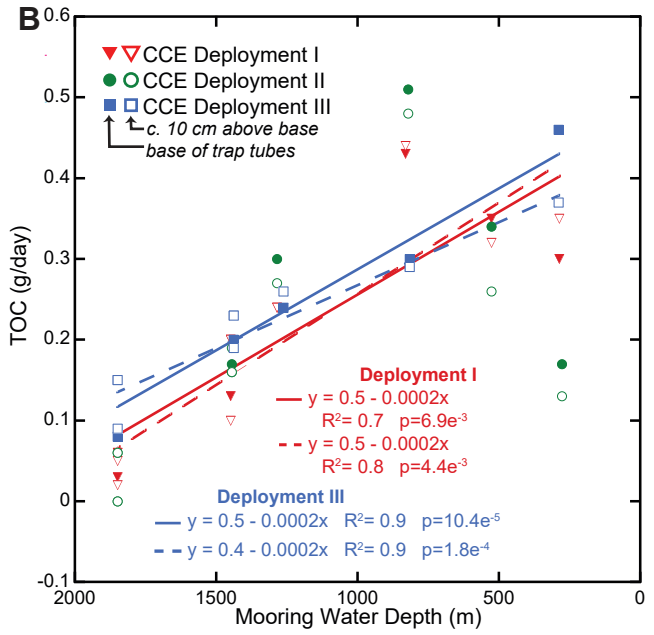 B
0.6
0.5
0.4
0.3
0.2
0.1
0
-0.1
TOC (g/day)
CCE Deployment I
CCE Deployment II
CCE Deployment III
c. 10 cm above base
base of trap tubes
Deployment I
y = 0.5 - 0.0002x
R²= 0.7 p=6.9e⁻³
y = 0.5 - 0.0002x
R²= 0.8 p=4.4e⁻³
Deployment III
y = 0.5 - 0.0002x R²= 0.9 p=10.4e⁻⁵
y = 0.4 - 0.0002x R²= 0.9 p=1.8e⁻⁴
2000 1500 1000 500 0
Mooring Water Depth (m)